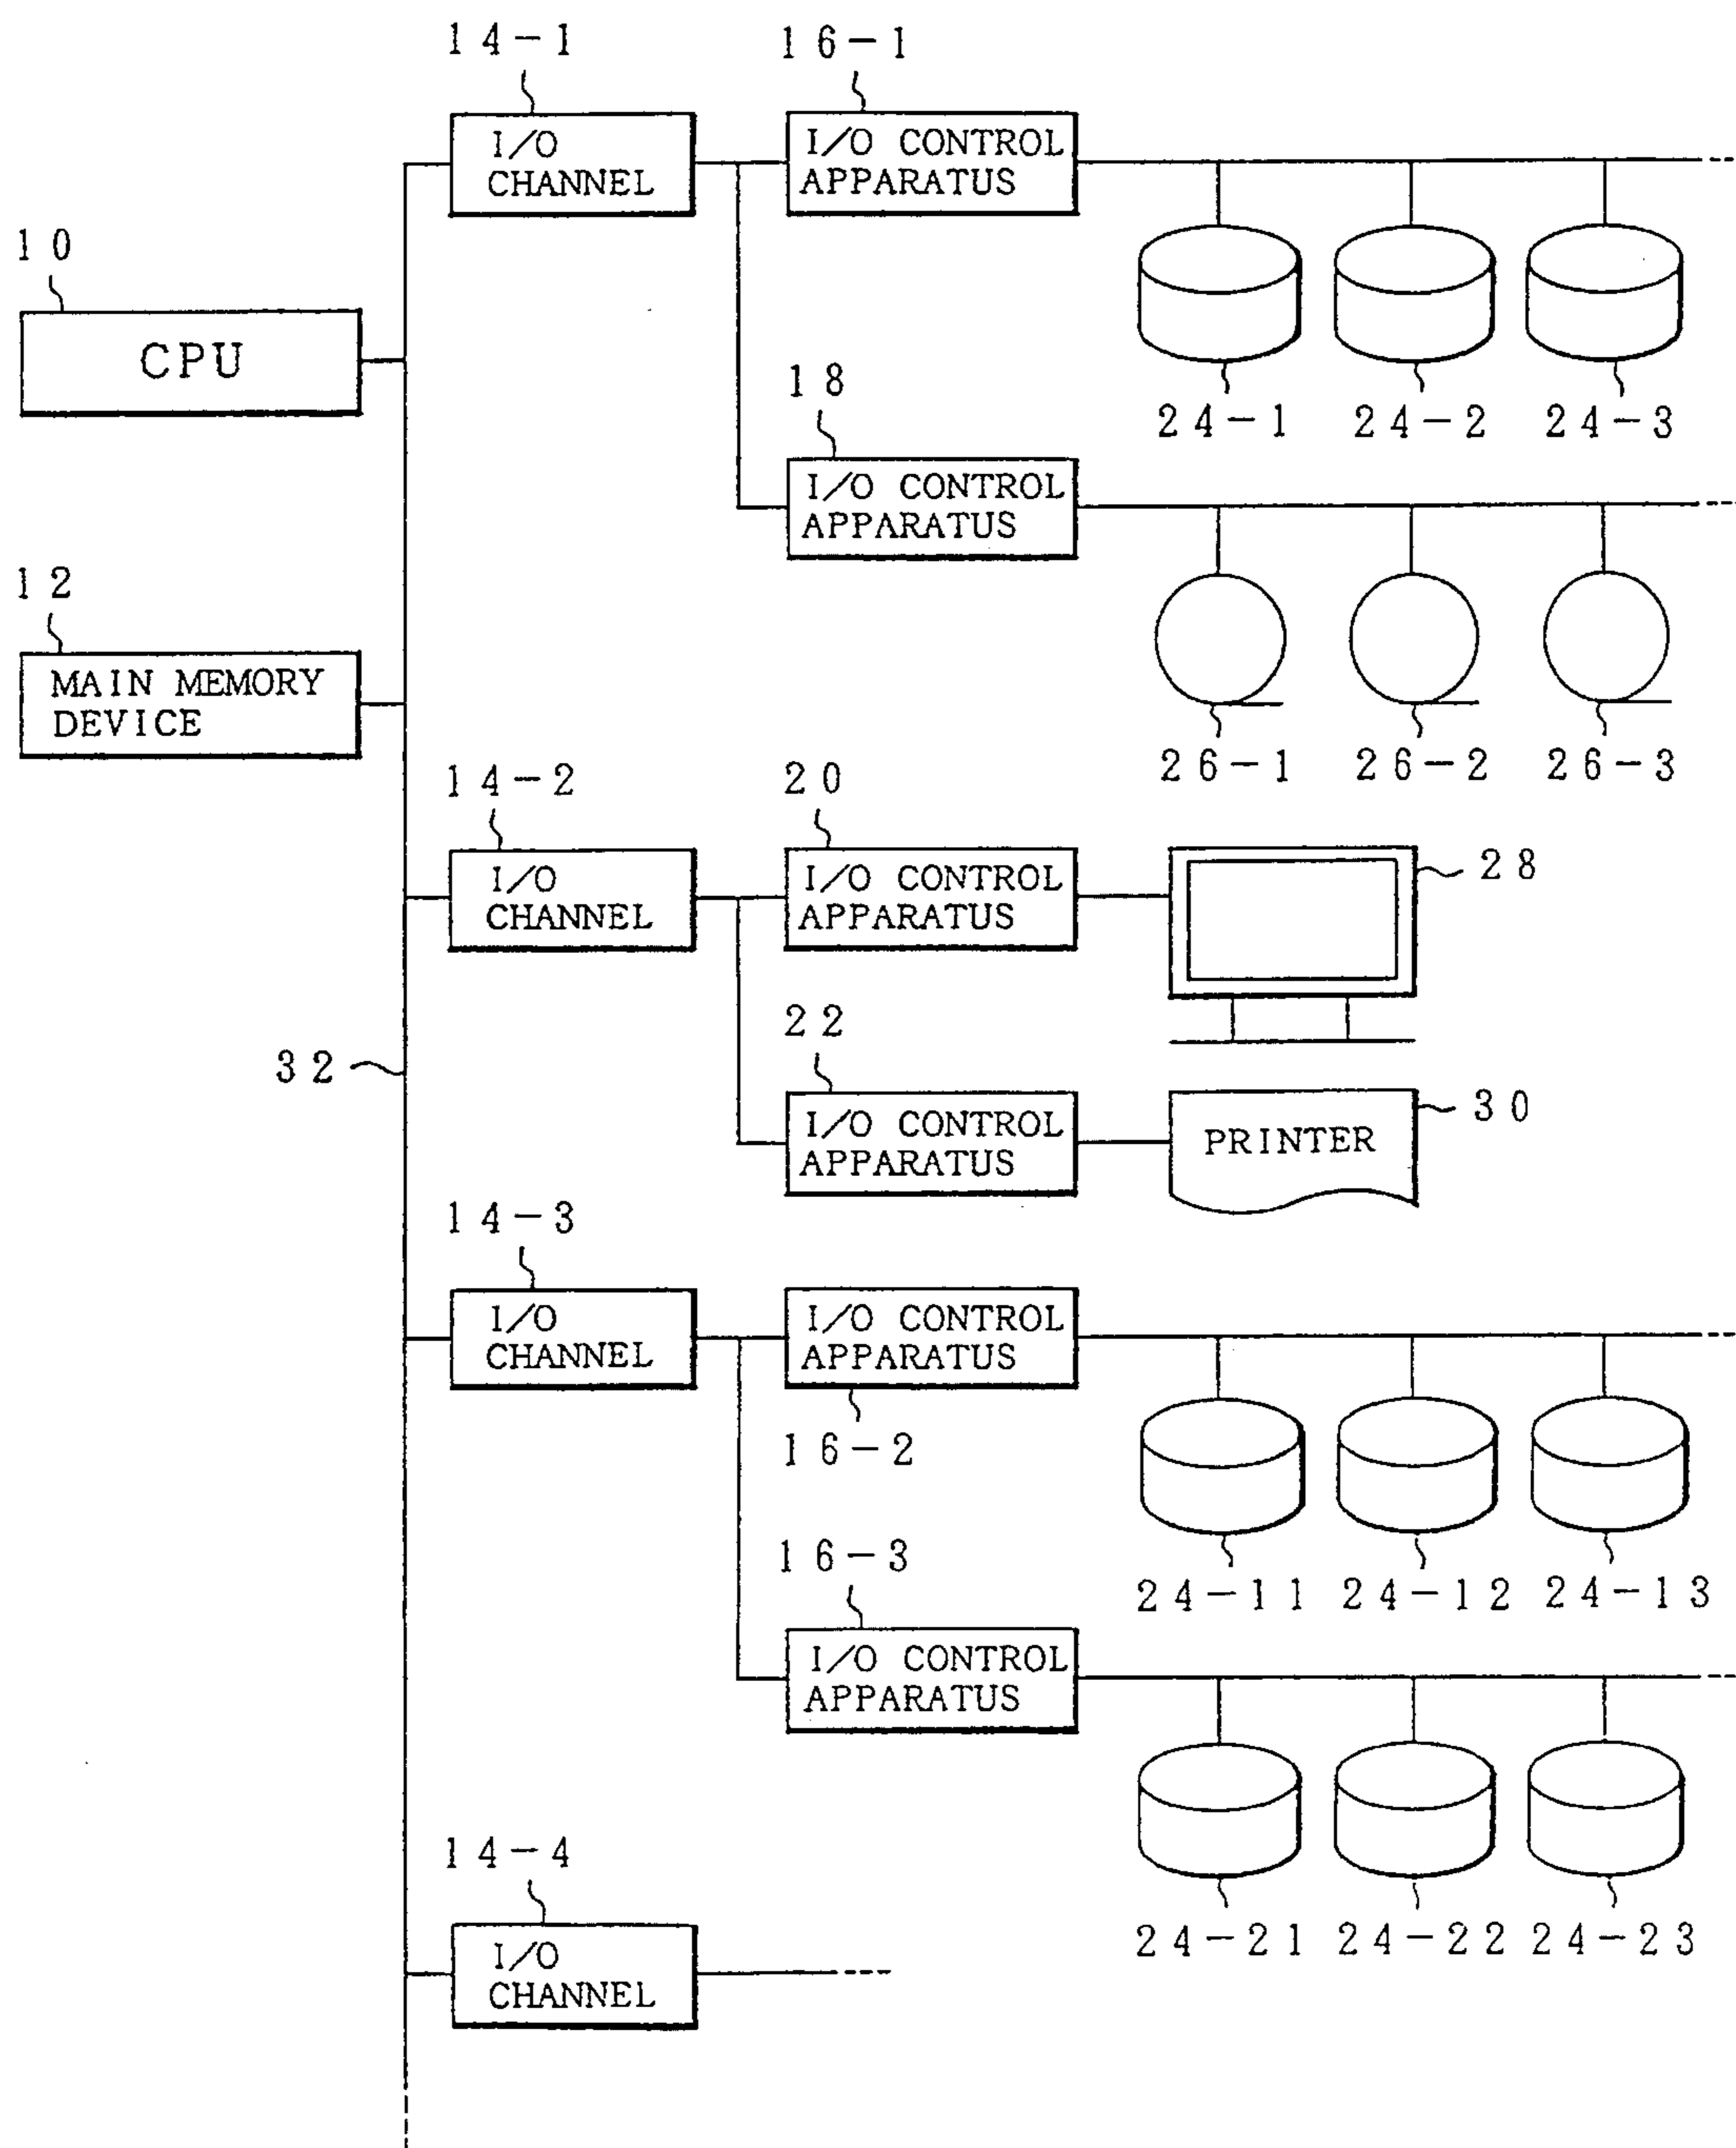 14-1
16-1
I/O
CHANNEL
I/O CONTROL
APPARATUS
10
CPU
24-1
24-2
24-3
18
I/O CONTROL
APPARATUS
12
MAIN MEMORY
DEVICE
26-1
26-2
26-3
14-2
20
I/O
CHANNEL
I/O CONTROL
APPARATUS
28
22
32
I/O CONTROL
APPARATUS
PRINTER
30
14-3
I/O
CHANNEL
I/O CONTROL
APPARATUS
16-2
24-11
24-12
24-13
16-3
I/O CONTROL
APPARATUS
14-4
24-21
24-22
24-23
I/O
CHANNEL